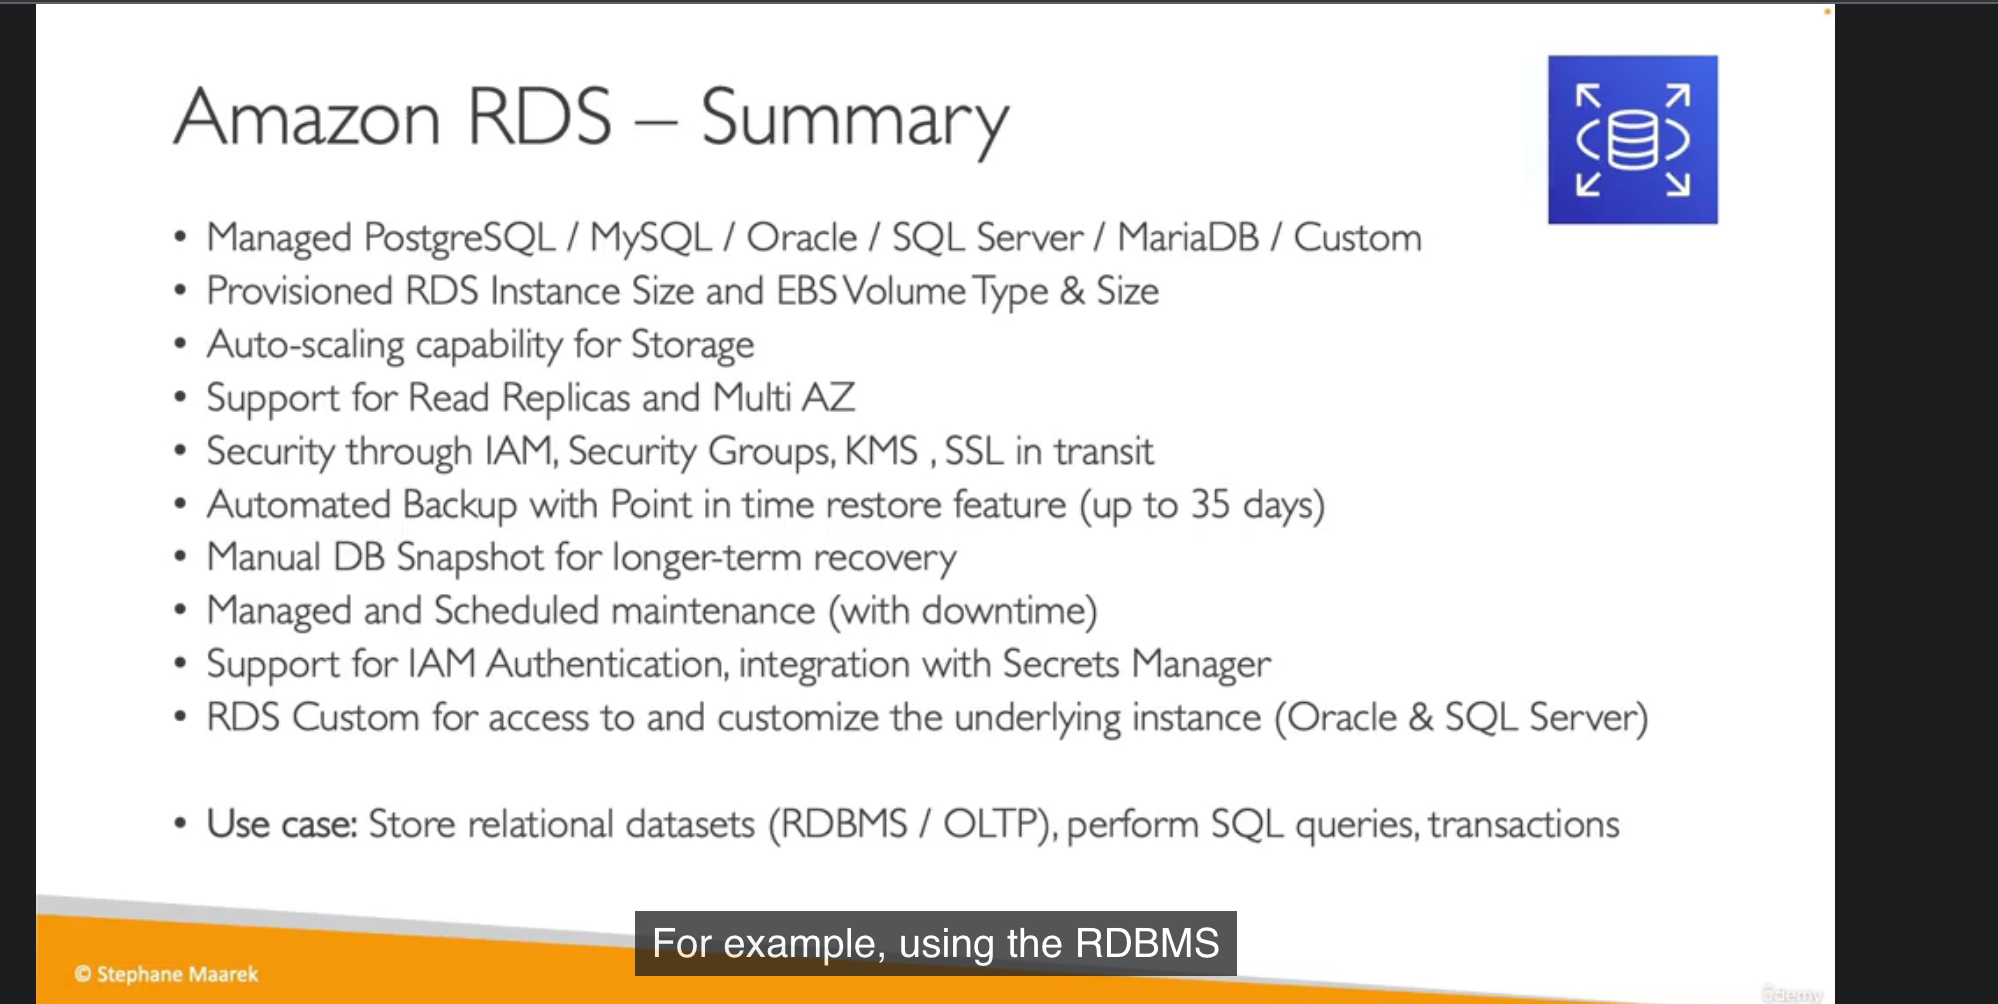 Amazon RDS – Summary
• Managed PostgreSQL / MySQL / Oracle / SQL Server / MariaDB / Custom
• Provisioned RDS Instance Size and EBS Volume Type & Size
• Auto-scaling capability for Storage
• Support for Read Replicas and Multi AZ
• Security through IAM, Security Groups, KMS , SSL in transit
• Automated Backup with Point in time restore feature (up to 35 days)
• Manual DB Snapshot for longer-term recovery
• Managed and Scheduled maintenance (with downtime)
• Support for IAM Authentication, integration with Secrets Manager
• RDS Custom for access to and customize the underlying instance (Oracle & SQL Server)
• Use case: Store relational datasets (RDBMS / OLTP), perform SQL queries, transactions
For example, using the RDBMS
© Stephane Maarek
ûdemy